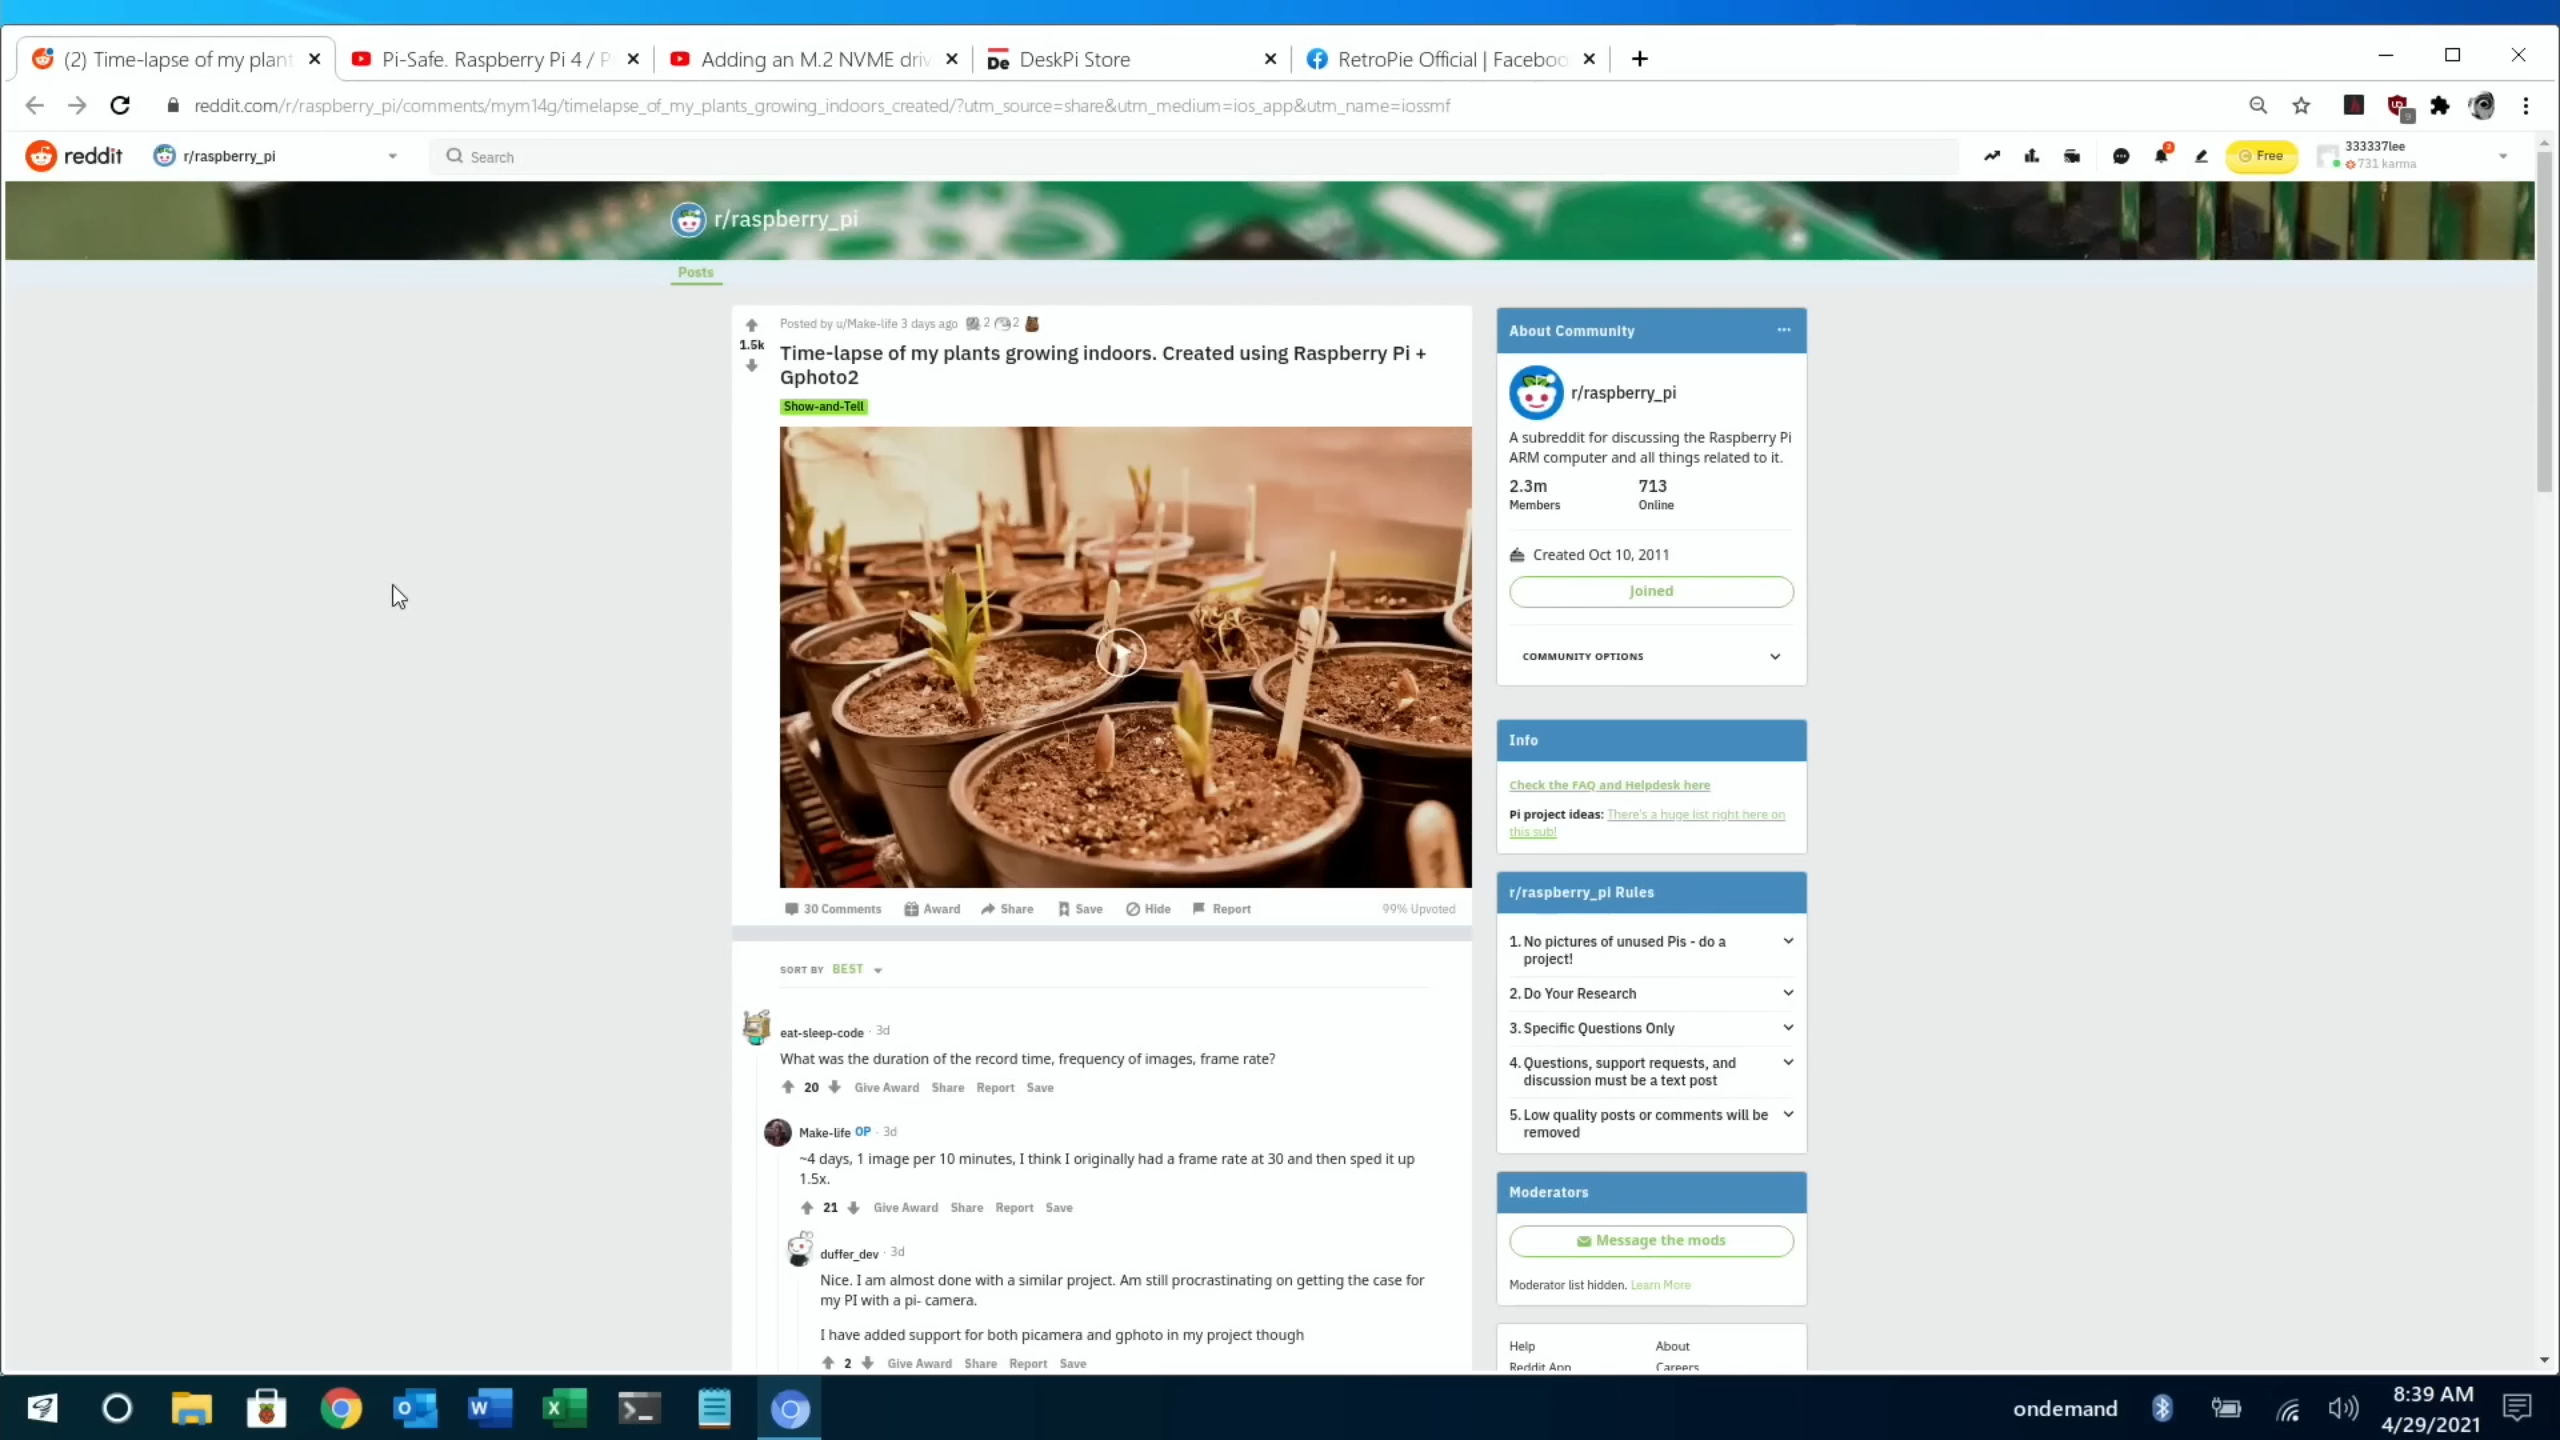 (2) Time-lapse of my plant
Pi-Safe. Raspberry Pi 4 / P
Adding an M.2 NVME driv
De DeskPi Store
RetroPie Official | Faceboo
reddit.com/r/raspberry_pi/comments/mym14g/timelapse_of_my_plants_growing_indoors_created/?utm_source=share&utm_medium=ios_app&utm_name=iossmf
9
reddit
r/raspberry_pi
Search
2
Free
333337lee
731 karma
r/raspberry_pi
Posts
Posted by u/Make-life 3 days ago 2 2
1.5k
Time-lapse of my plants growing indoors. Created using Raspberry Pi +
Gphoto2
Show-and-Tell
30 Comments Award Share Save Hide Report 99% Upvoted
SORT BY BEST
eat-sleep-code · 3d
What was the duration of the record time, frequency of images, frame rate?
20 Give Award Share Report Save
Make-life OP · 3d
~4 days, 1 image per 10 minutes, I think I originally had a frame rate at 30 and then sped it up
1.5x.
21 Give Award Share Report Save
duffer_dev · 3d
Nice. I am almost done with a similar project. Am still procrastinating on getting the case for
my PI with a pi- camera.
I have added support for both picamera and gphoto in my project though
2 Give Award Share Report Save
About Community
r/raspberry_pi
A subreddit for discussing the Raspberry Pi
ARM computer and all things related to it.
2.3m 713
Members Online
Created Oct 10, 2011
Joined
COMMUNITY OPTIONS
Info
Check the FAQ and Helpdesk here
Pi project ideas: There's a huge list right here on
this sub!
r/raspberry_pi Rules
1. No pictures of unused Pis - do a
project!
2. Do Your Research
3. Specific Questions Only
4. Questions, support requests, and
discussion must be a text post
5. Low quality posts or comments will be
removed
Moderators
Message the mods
Moderator list hidden. Learn More
Help About
Reddit App Careers
ondemand
8:39 AM
4/29/2021